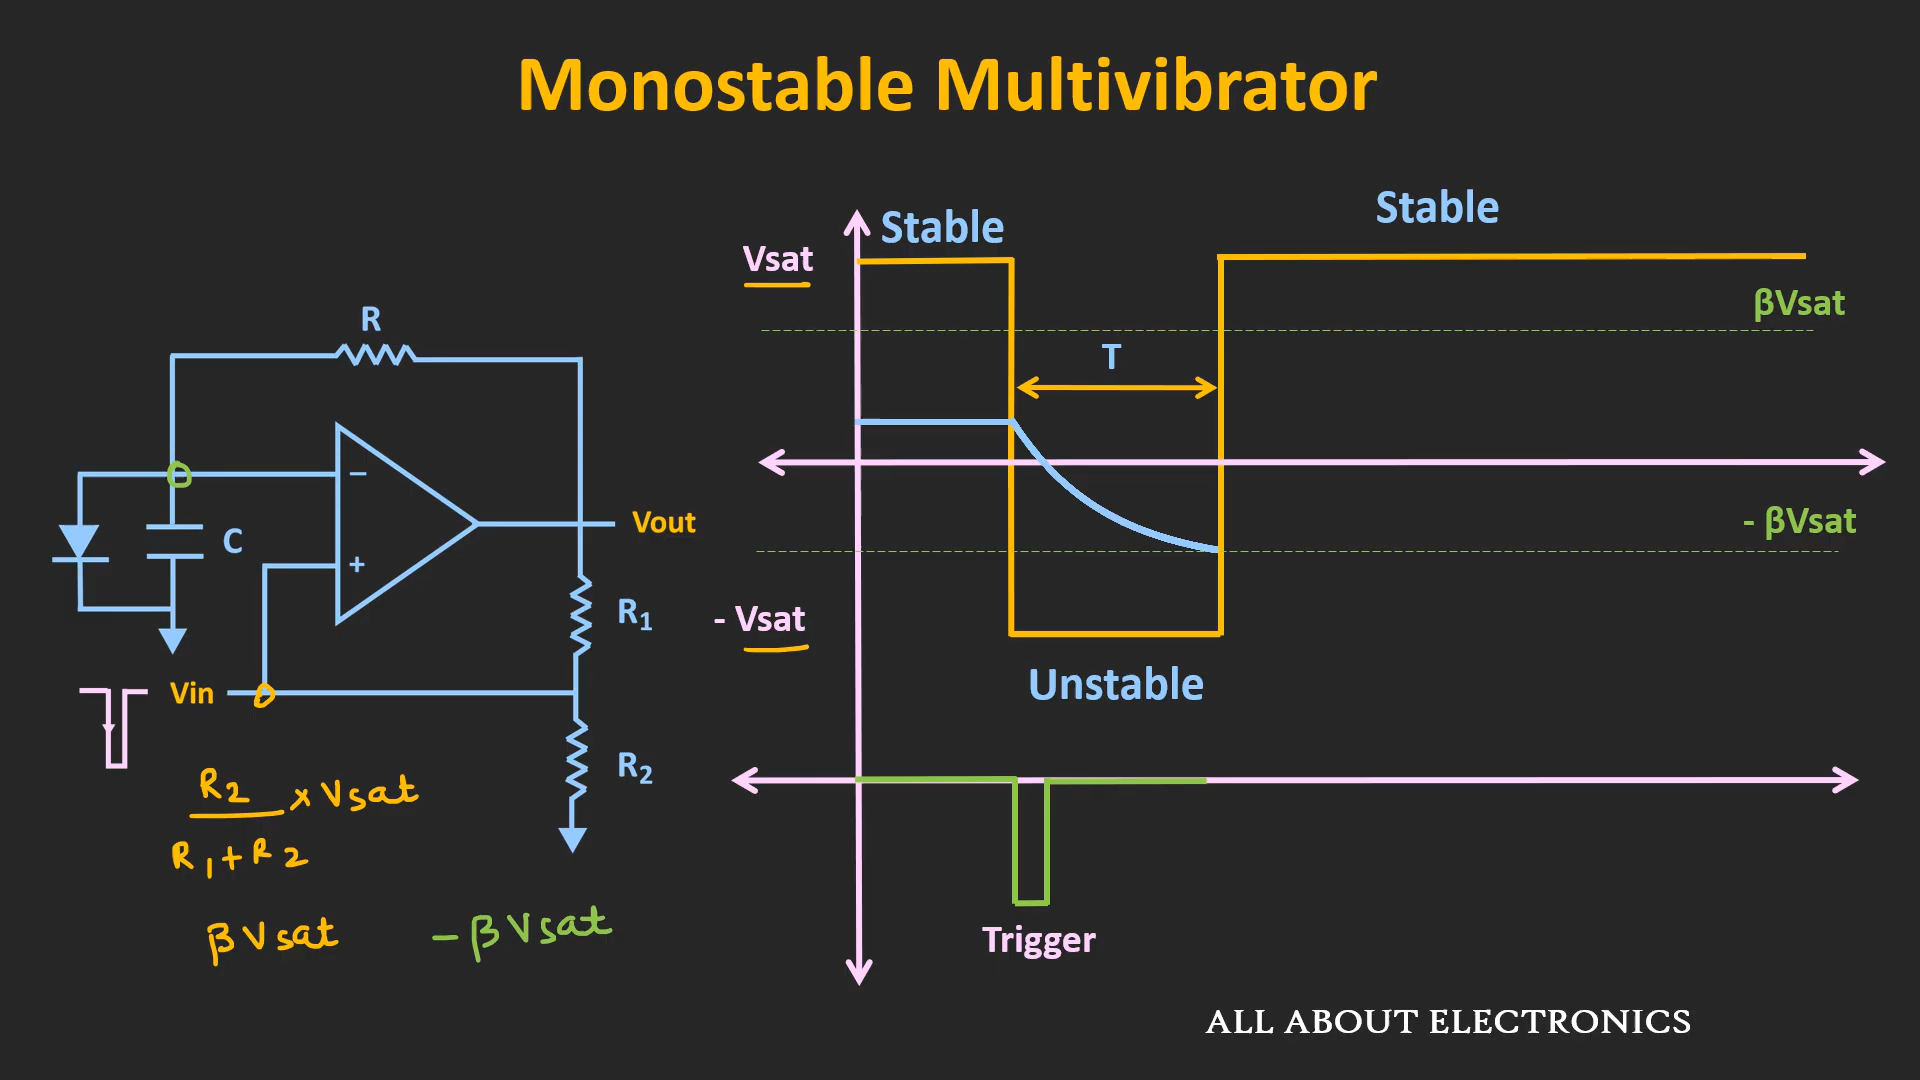 Monostable Multivibrator
Stable
Stable
Vsat
βVsat
R
T
−
C
Vout
- βVsat
+
R1
- Vsat
Unstable
Vin
R2
R2 × Vsat
R1+R2
βVsat
- βVsat
Trigger
ALL ABOUT ELECTRONICS